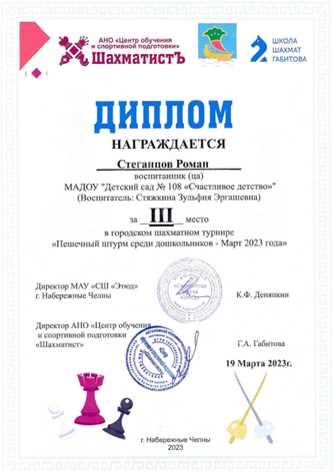 АНО «Центр обучения
и спортивной подготовки»
ШАХМАТИСТЪ
ШКОЛА
ШАХМАТ
ГАБИТОВА
ДИПЛОМ
НАГРАЖДАЕТСЯ
Стеганцов Роман
воспитанник (ца)
МАДОУ "Детский сад № 108 «Счастливое детство»"
(Воспитатель: Стяжкина Зульфия Эргашевна)
за III место
в городском шахматном турнире
«Пешечный штурм среди дошкольников - Март 2023 года»
Директор МАУ «СШ «Этюд»
г. Набережные Челны
К.Ф. Деняшкин
Директор АНО «Центр обучения
и спортивной подготовки
«Шахматист»
Г.А. Габитова
19 Марта 2023г.
г. Набережные Челны
2023